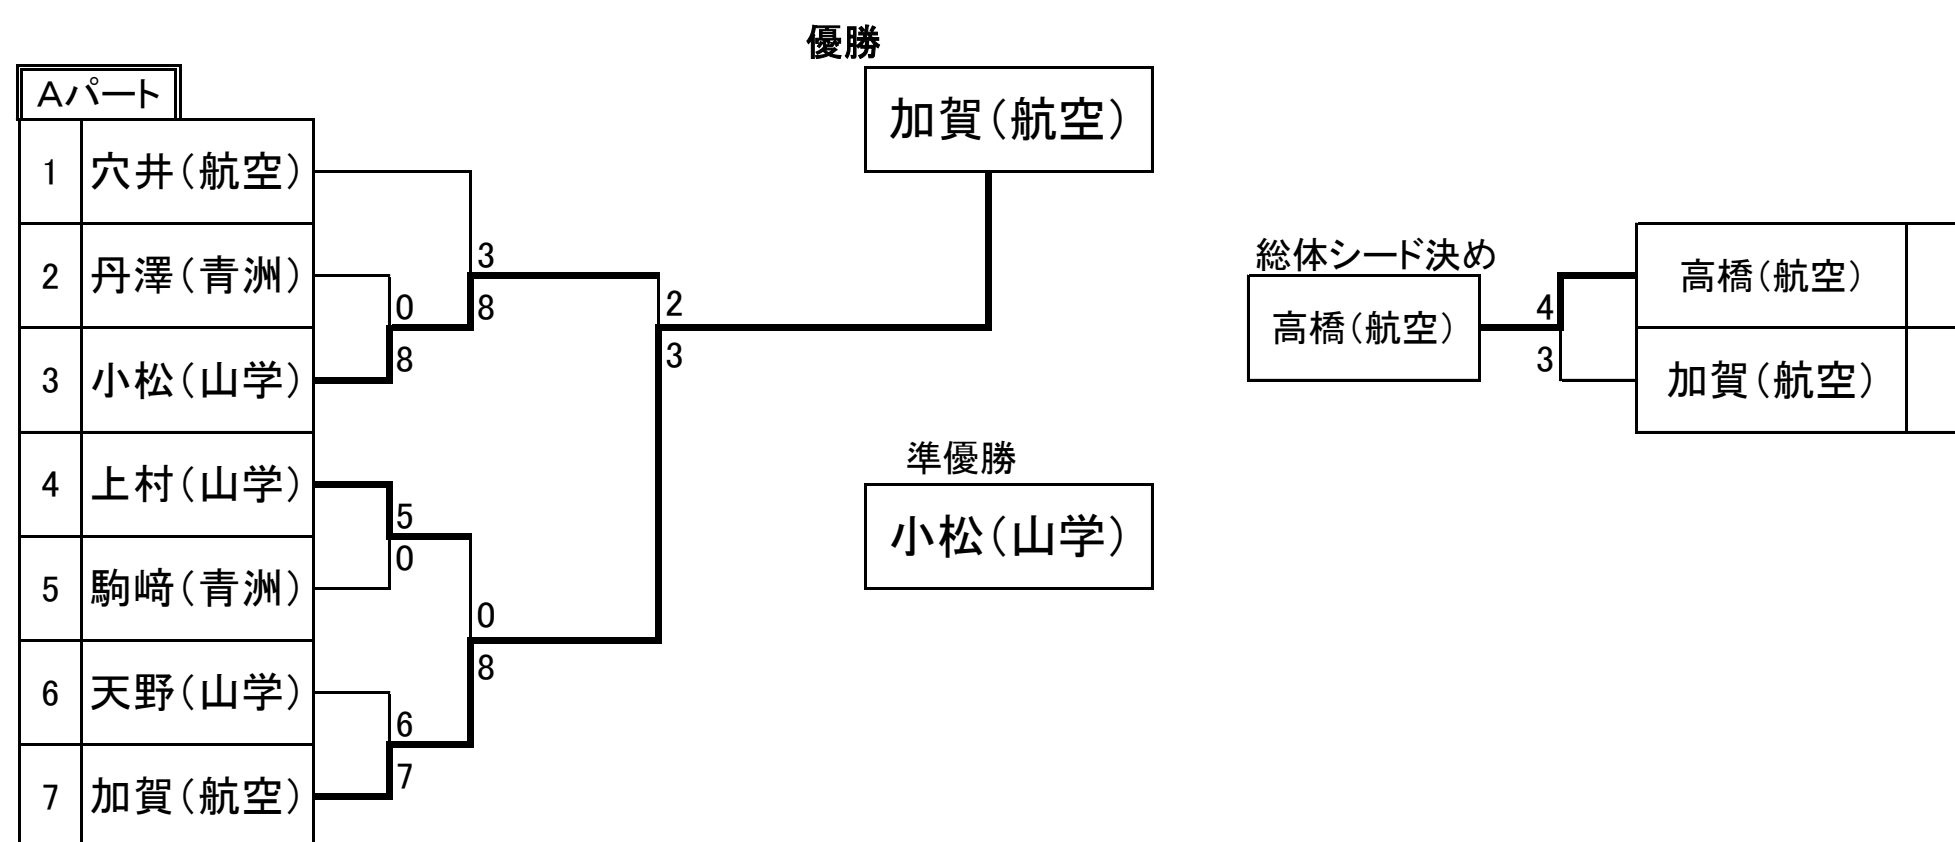 優勝
Aパート
加賀(航空)
1 穴井(航空)
3
2 丹澤(青洲)
0
8
総体シード決め
高橋(航空)
2
4
高橋(航空)
3 小松(山学)
8
3
3
加賀(航空)
準優勝
4 上村(山学)
5
小松(山学)
0
5 駒﨑(青洲)
0
8
6 天野(山学)
6
7
7 加賀(航空)